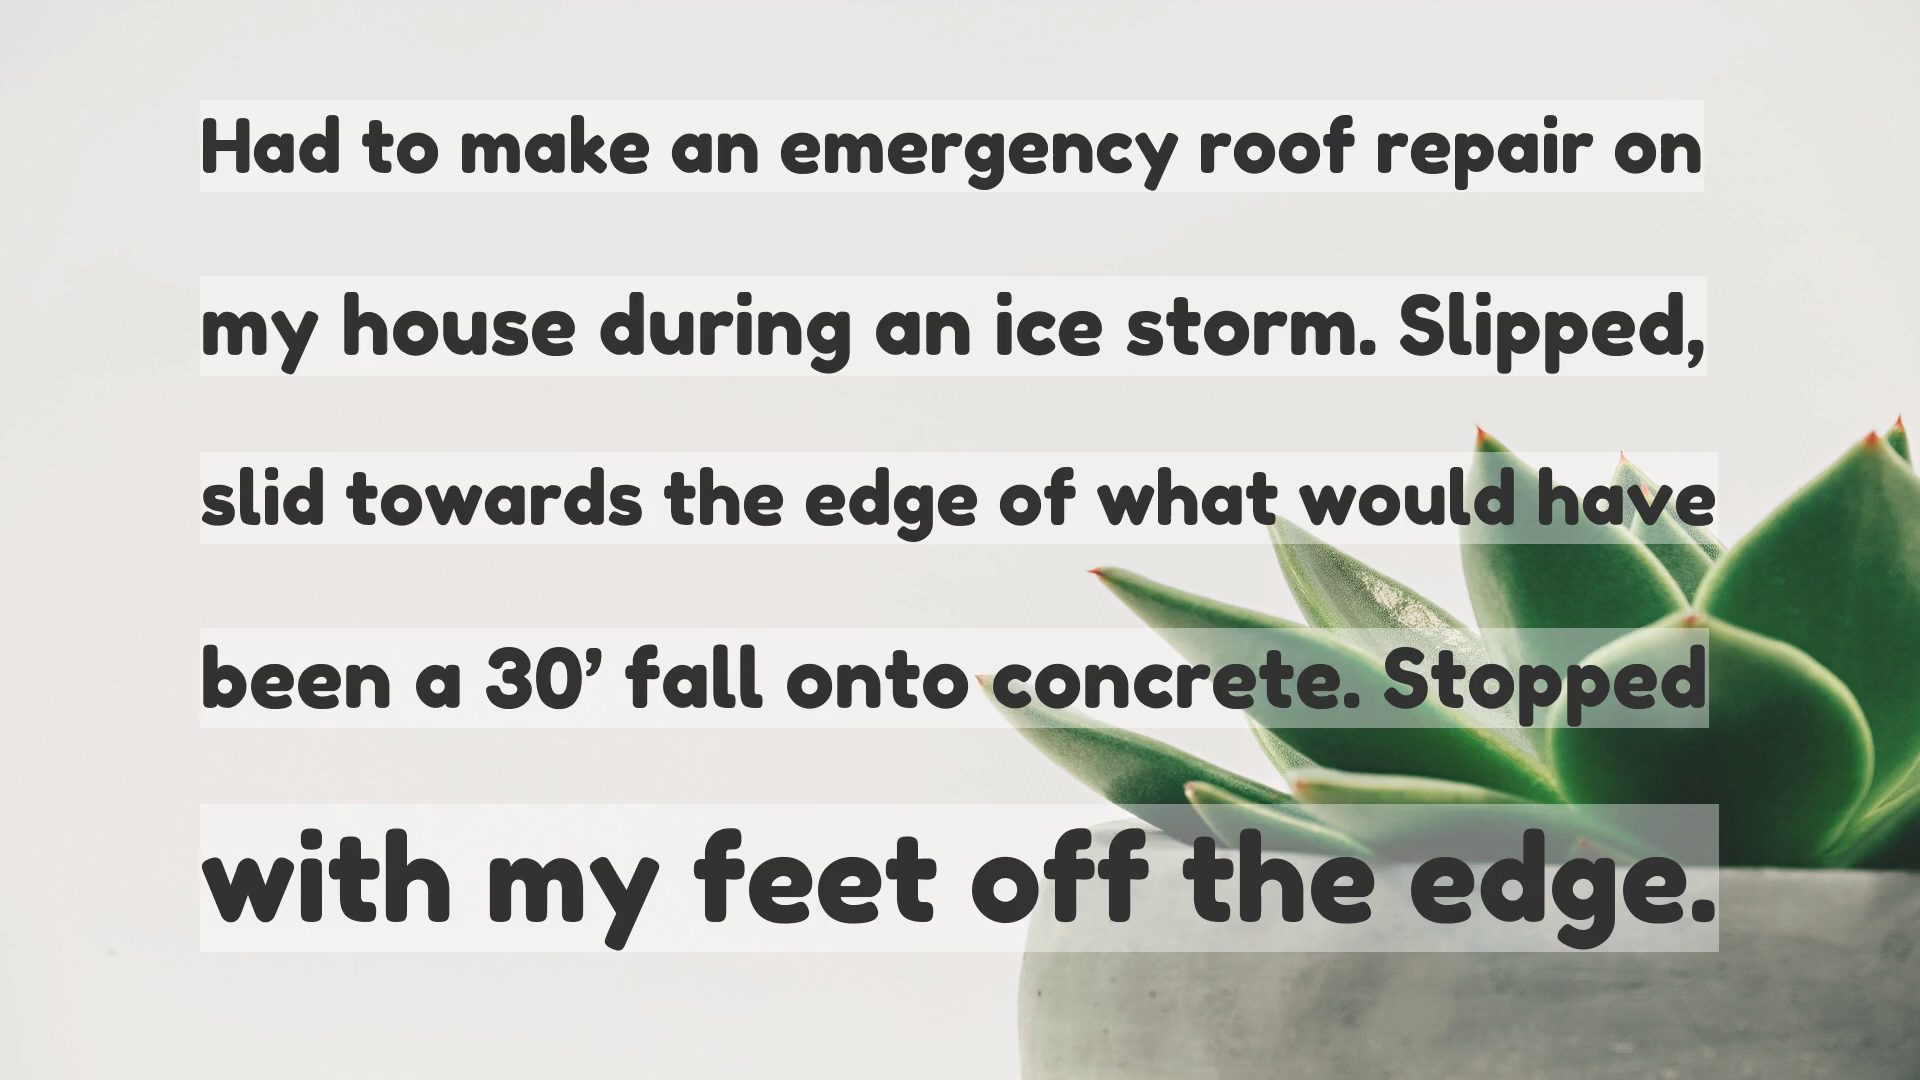 Had to make an emergency roof repair on
my house during an ice storm. Slipped,
slid towards the edge of what would have
been a 30’ fall onto concrete. Stopped
with my feet off the edge.